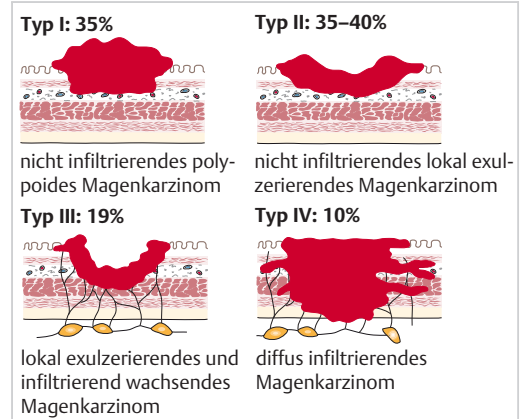 Typ I: 35%
nicht infiltrierendes poly-
poides Magenkarzinom
Typ II: 35–40%
nicht infiltrierendes lokal exul-
zerierendes Magenkarzinom
Typ III: 19%
lokal exulzerierendes und
infiltrierend wachsendes
Magenkarzinom
Typ IV: 10%
diffus infiltrierendes
Magenkarzinom